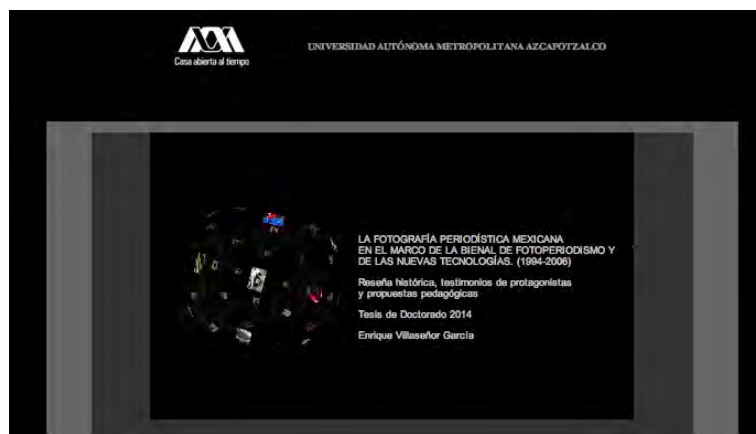 Casa abierta al tiempo
UNIVERSIDAD AUTÓNOMA METROPOLITANA AZCAPOTZALCO
LA FOTOGRAFÍA PERIODÍSTICA MEXICANA
EN EL MARCO DE LA BIENAL DE FOTOPERIODISMO Y
DE LAS NUEVAS TECNOLOGÍAS. (1994-2006)
Reseña histórica, testimonios de protagonistas
y propuestas pedagógicas
Tesis de Doctorado 2014
Enrique Villaseñor García